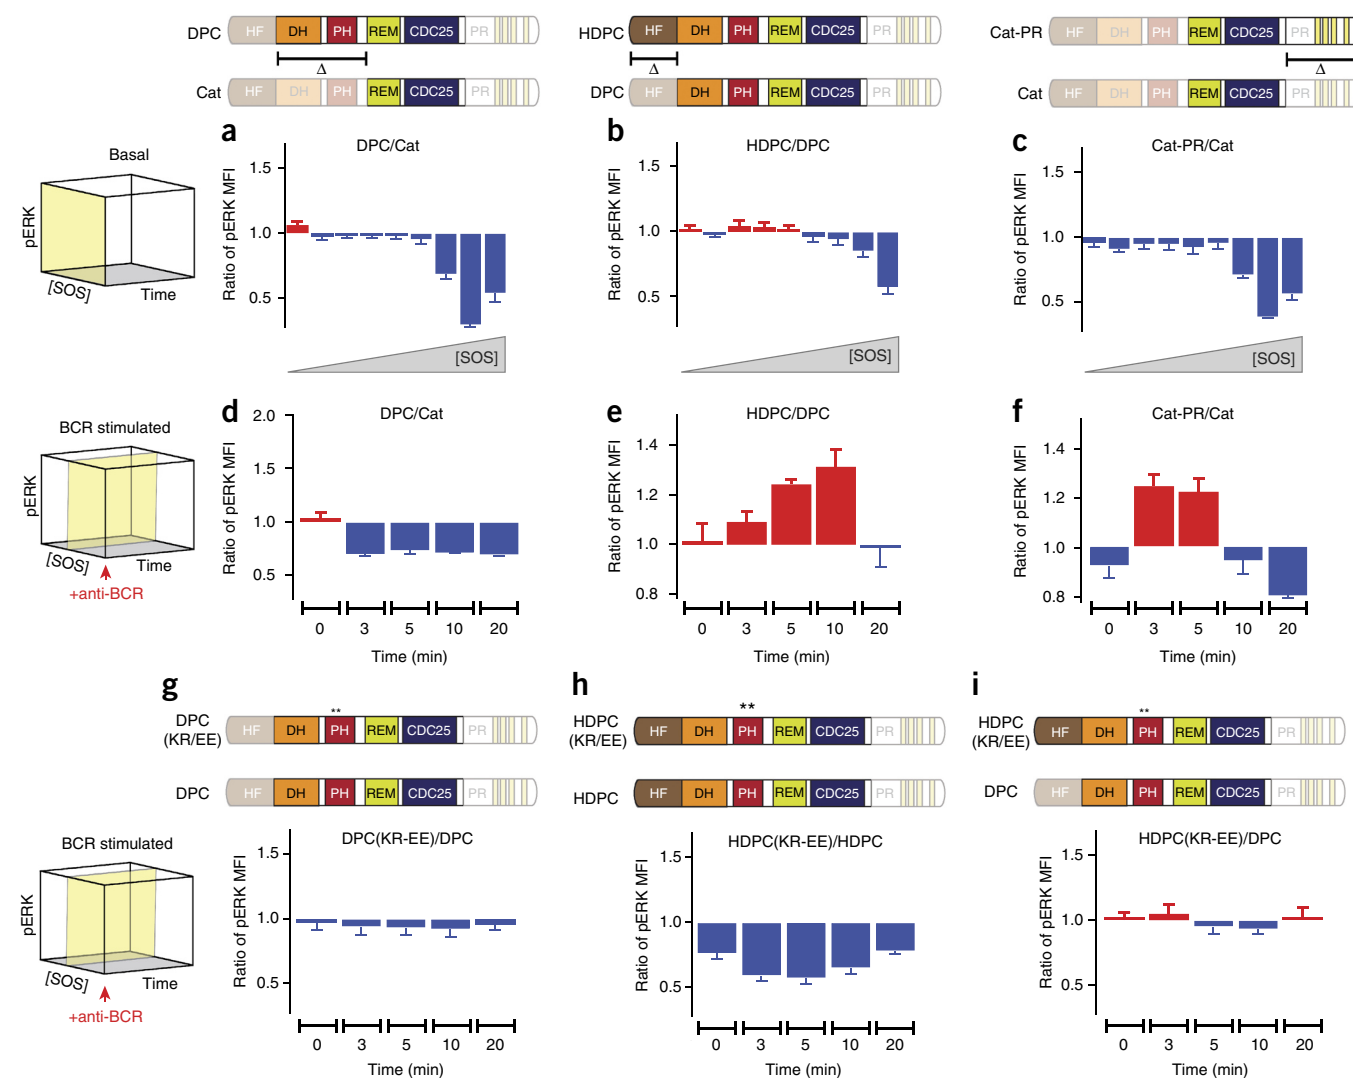 DPC HF DH PH REM CDC25 PR
Δ
Cat HF DH PH REM CDC25 PR
HDPC HF DH PH REM CDC25 PR
Δ
DPC HF DH PH REM CDC25 PR
Cat-PR HF DH PH REM CDC25 PR
Δ
Cat HF DH PH REM CDC25 PR
Basal
pERK
[SOS]
Time
a
DPC/Cat
Ratio of pERK MFI
1.5
1.0
0.5
[SOS]
b
HDPC/DPC
Ratio of pERK MFI
1.5
1.0
0.5
[SOS]
c
Cat-PR/Cat
Ratio of pERK MFI
1.5
1.0
0.5
[SOS]
BCR stimulated
pERK
[SOS]
Time
+anti-BCR
d
DPC/Cat
Ratio of pERK MFI
2.0
1.5
1.0
0.5
0 3 5 10 20
Time (min)
e
HDPC/DPC
Ratio of pERK MFI
1.4
1.2
1.0
0.8
0 3 5 10 20
Time (min)
f
Cat-PR/Cat
Ratio of pERK MFI
1.4
1.2
1.0
0.8
0 3 5 10 20
Time (min)
BCR stimulated
pERK
[SOS]
Time
+anti-BCR
g
**
DPC
(KR/EE)
HF DH PH REM CDC25 PR
DPC HF DH PH REM CDC25 PR
DPC(KR-EE)/DPC
Ratio of pERK MFI
1.5
1.0
0.5
0 3 5 10 20
Time (min)
h
**
HDPC
(KR/EE)
HF DH PH REM CDC25 PR
HDPC HF DH PH REM CDC25 PR
HDPC(KR-EE)/HDPC
Ratio of pERK MFI
1.5
1.0
0.5
0 3 5 10 20
Time (min)
i
**
HDPC
(KR/EE)
HF DH PH REM CDC25 PR
DPC HF DH PH REM CDC25 PR
HDPC(KR-EE)/DPC
Ratio of pERK MFI
1.5
1.0
0.5
0 3 5 10 20
Time (min)